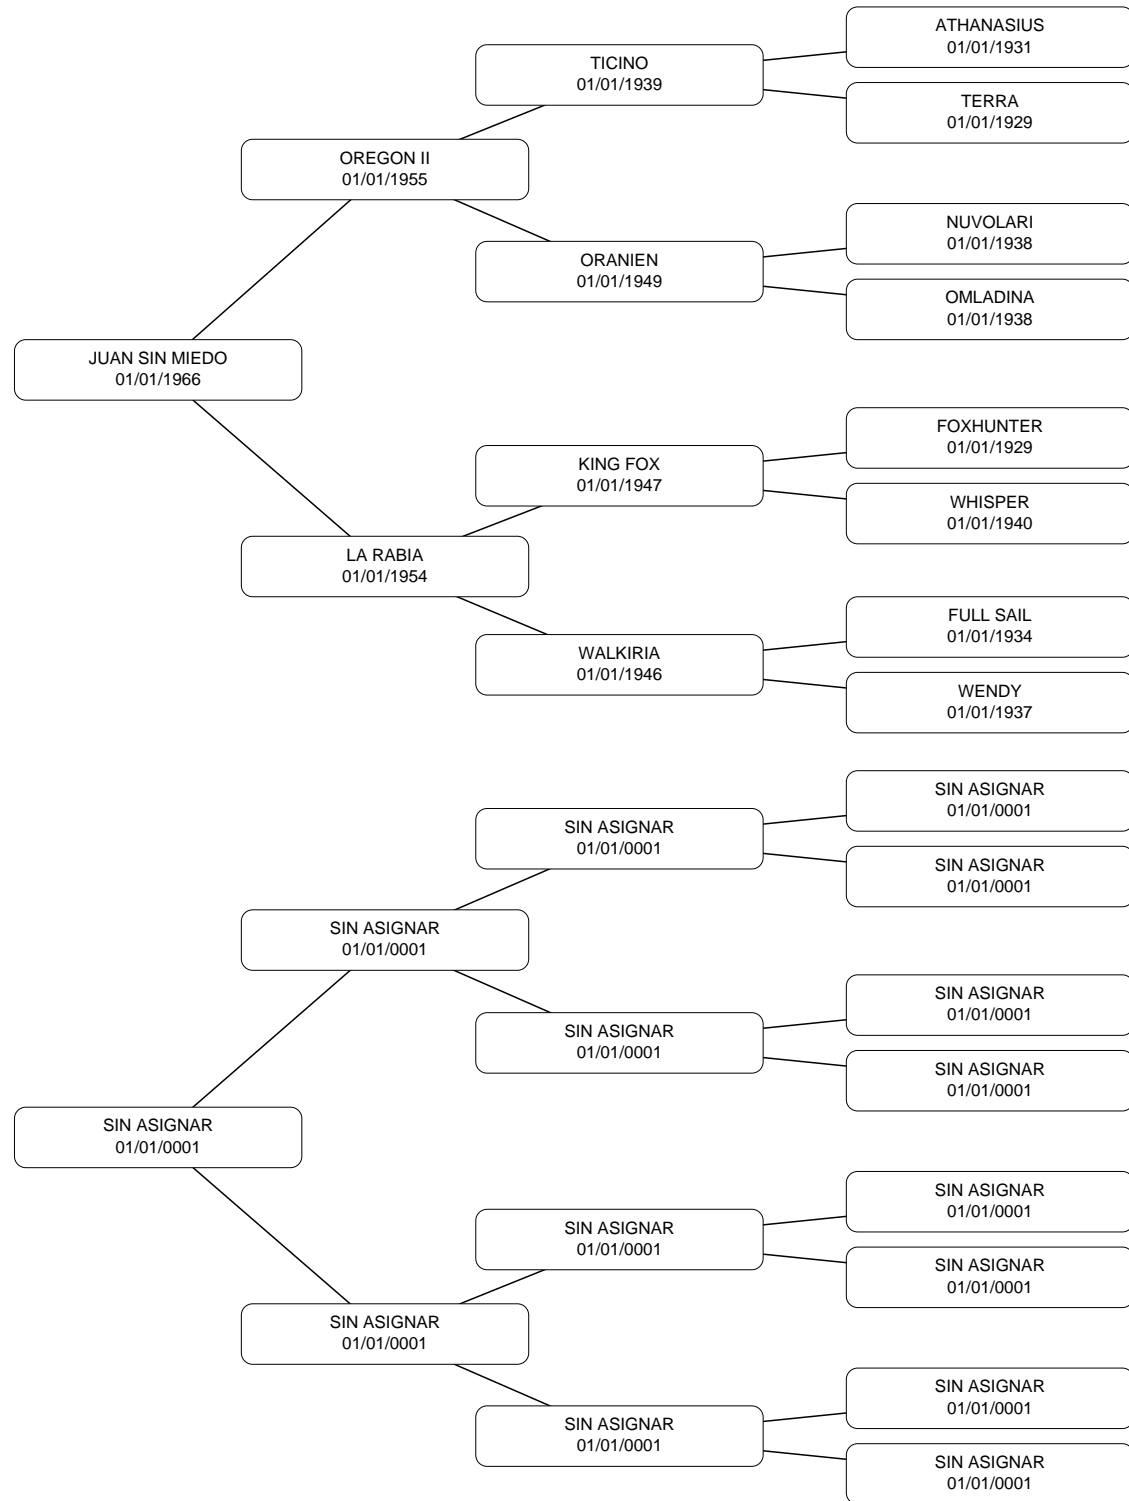 ATHANASIUS
01/01/1931
TICINO
01/01/1939
TERRA
01/01/1929
OREGON II
01/01/1955
NUVOLARI
01/01/1938
ORANIEN
01/01/1949
OMLADINA
01/01/1938
JUAN SIN MIEDO
01/01/1966
FOXHUNTER
01/01/1929
KING FOX
01/01/1947
WHISPER
01/01/1940
LA RABIA
01/01/1954
FULL SAIL
01/01/1934
WALKIRIA
01/01/1946
WENDY
01/01/1937
SIN ASIGNAR
01/01/0001
SIN ASIGNAR
01/01/0001
SIN ASIGNAR
01/01/0001
SIN ASIGNAR
01/01/0001
SIN ASIGNAR
01/01/0001
SIN ASIGNAR
01/01/0001
SIN ASIGNAR
01/01/0001
SIN ASIGNAR
01/01/0001
SIN ASIGNAR
01/01/0001
SIN ASIGNAR
01/01/0001
SIN ASIGNAR
01/01/0001
SIN ASIGNAR
01/01/0001
SIN ASIGNAR
01/01/0001
SIN ASIGNAR
01/01/0001
SIN ASIGNAR
01/01/0001